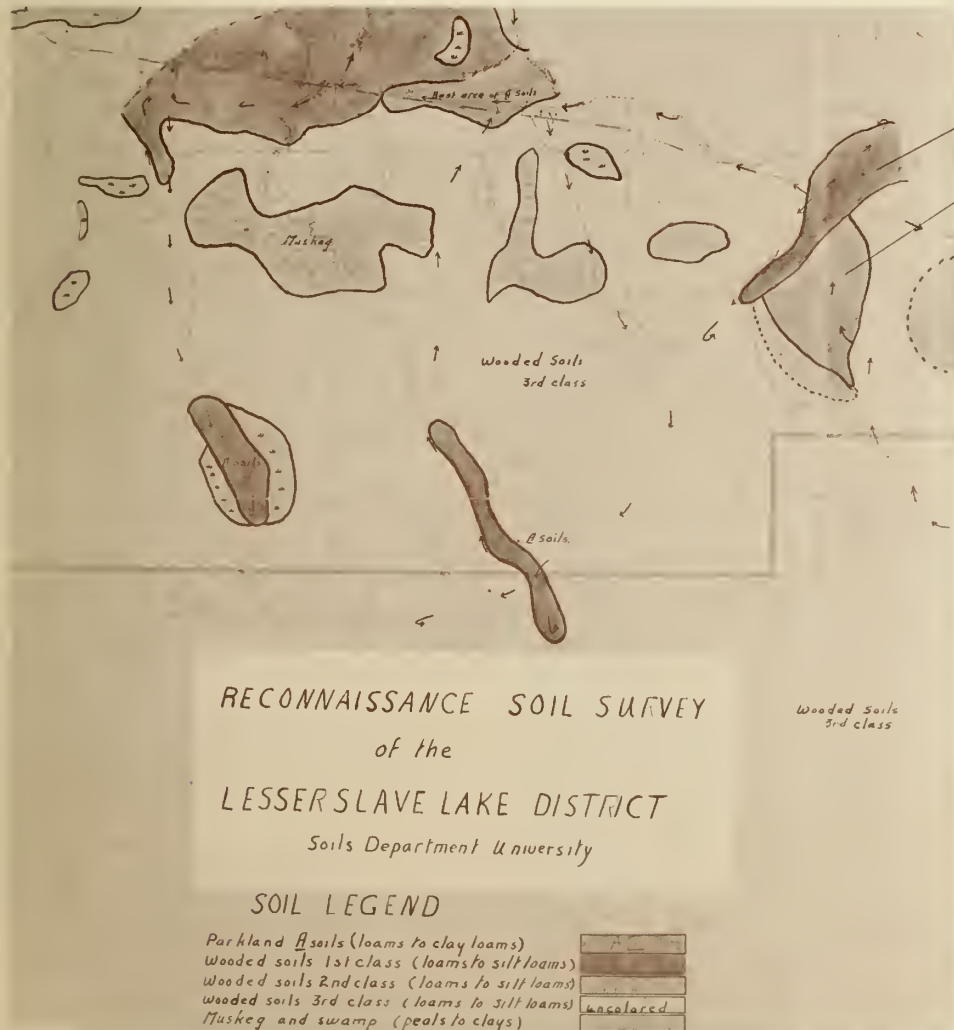 Best area of A soils
Muskeg
Wooded Soils
3rd class
A soils
A soils.
RECONNAISSANCE SOIL SURVEY
of the
LESSERSLAVE LAKE DISTRICT
Soils Department University
Wooded Soils
3rd class
SOIL LEGEND
Parkland A soils (loams to clay loams)
Wooded soils 1st class (loams to silt loams)
Wooded soils 2nd class (loams to silt loams)
Wooded soils 3rd class (loams to silt loams) uncolored
Muskeg and swamp (peats to clays)